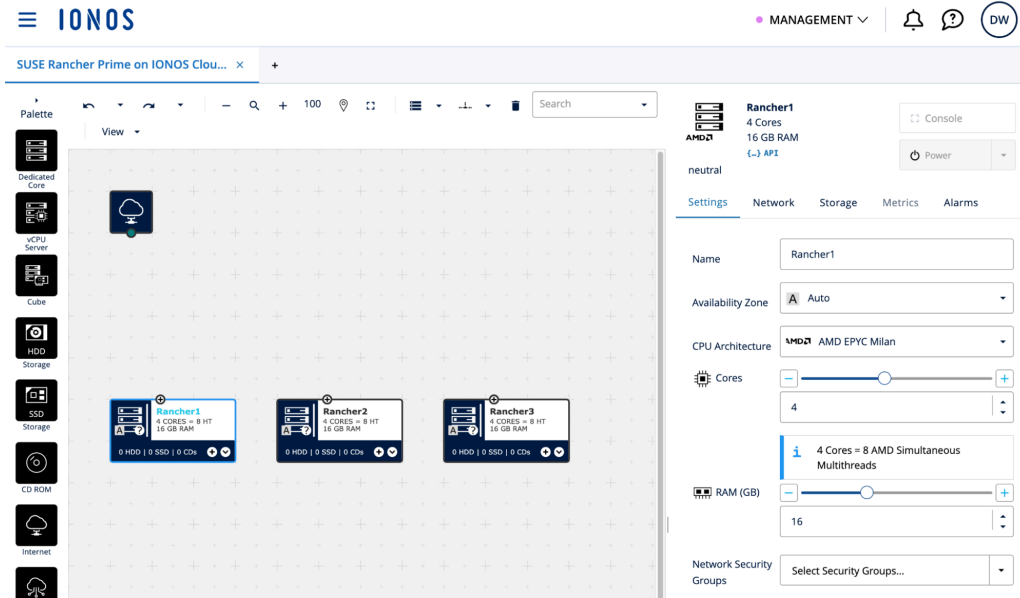 IONOS
MANAGEMENT
DW
SUSE Rancher Prime on IONOS Clou... ×
+
Palette
100
Search
View
Dedicated
Core
vCPU
Server
Cube
HDD
Storage
SSD
Storage
CD ROM
Internet
Rancher1
4 CORES = 8 HT
16 GB RAM
A ?
0 HDD | 0 SSD | 0 CDs
Rancher2
4 CORES = 8 HT
16 GB RAM
A ?
0 HDD | 0 SSD | 0 CDs
Rancher3
4 CORES = 8 HT
16 GB RAM
A ?
0 HDD | 0 SSD | 0 CDs
AMD
neutral
Rancher1
4 Cores
16 GB RAM
{...} API
Console
Power
Settings Network Storage Metrics Alarms
Name Rancher1
Availability Zone A Auto
CPU Architecture AMD AMD EPYC Milan
Cores
4
i 4 Cores = 8 AMD Simultaneous
Multithreads
RAM (GB)
16
Network Security
Groups
Select Security Groups...